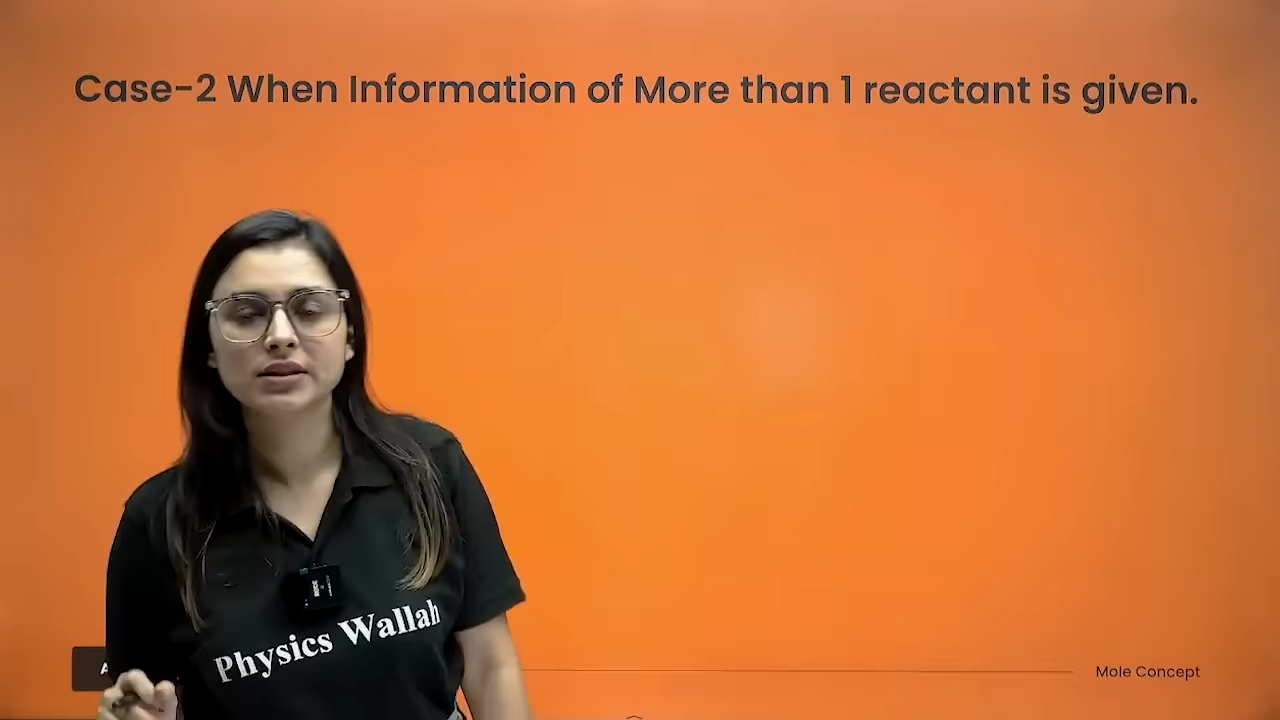 Case-2 When Information of More than 1 reactant is given.
Physics Wallah
Mole Concept